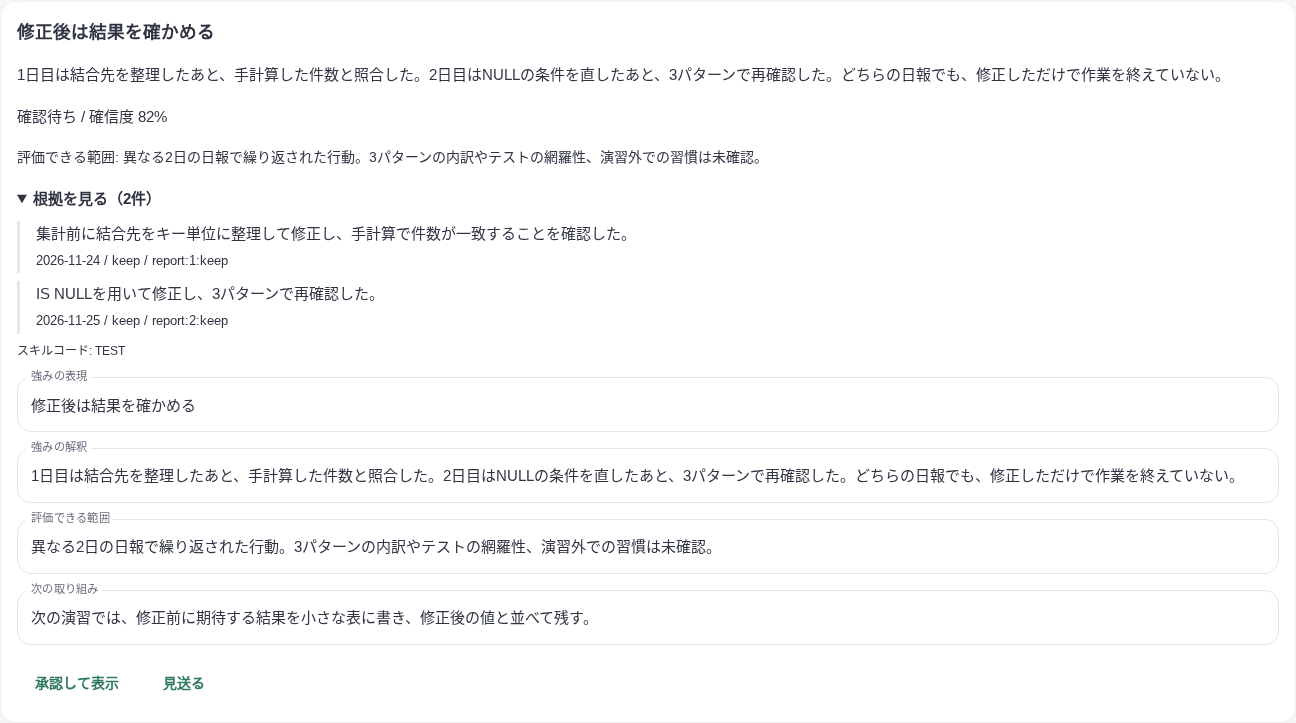 修正後は結果を確かめる
1日目は結合先を整理したあと、手計算した件数と照合した。2日目はNULLの条件を直したあと、3パターンで再確認した。どちらの日報でも、修正しただけで作業を終えていない。
確認待ち / 確信度 82%
評価できる範囲: 異なる2日の日報で繰り返された行動。3パターンの内訳やテストの網羅性、演習外での習慣は未確認。
▼ 根拠を見る（2件）
集計前に結合先をキー単位に整理して修正し、手計算で件数が一致することを確認した。
2026-11-24 / keep / report:1:keep
IS NULLを用いて修正し、3パターンで再確認した。
2026-11-25 / keep / report:2:keep
スキルコード: TEST
強みの表現
修正後は結果を確かめる
強みの解釈
1日目は結合先を整理したあと、手計算した件数と照合した。2日目はNULLの条件を直したあと、3パターンで再確認した。どちらの日報でも、修正しただけで作業を終えていない。
評価できる範囲
異なる2日の日報で繰り返された行動。3パターンの内訳やテストの網羅性、演習外での習慣は未確認。
次の取り組み
次の演習では、修正前に期待する結果を小さな表に書き、修正後の値と並べて残す。
承認して表示 見送る